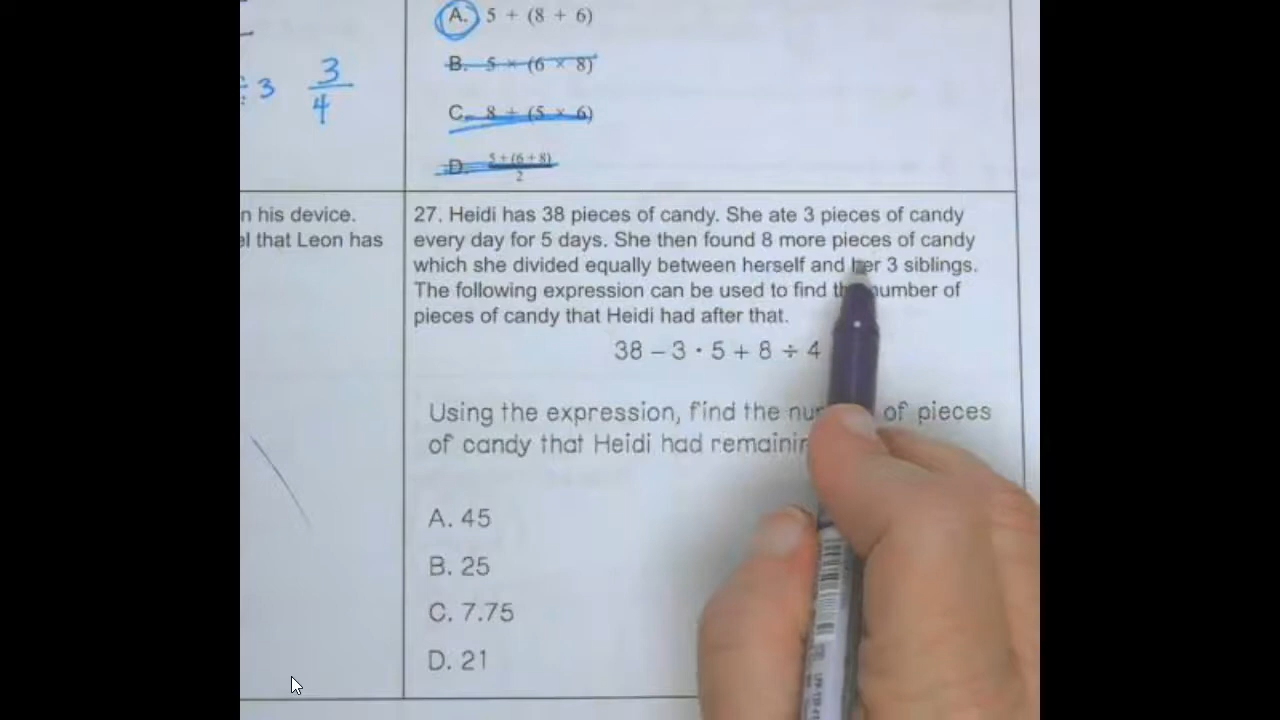 A. 5 + (8 + 6)
B. 5 × (6 × 8)
÷ 3 3/4
C. 8 + (5 × 6)
D. 5 + (6 + 8) / 2
n his device.
el that Leon has
27. Heidi has 38 pieces of candy. She ate 3 pieces of candy
every day for 5 days. She then found 8 more pieces of candy
which she divided equally between herself and her 3 siblings.
The following expression can be used to find the number of
pieces of candy that Heidi had after that.
38 – 3 · 5 + 8 ÷ 4
Using the expression, find the of pieces
of candy that Heidi had
A. 45
B. 25
C. 7.75
D. 21